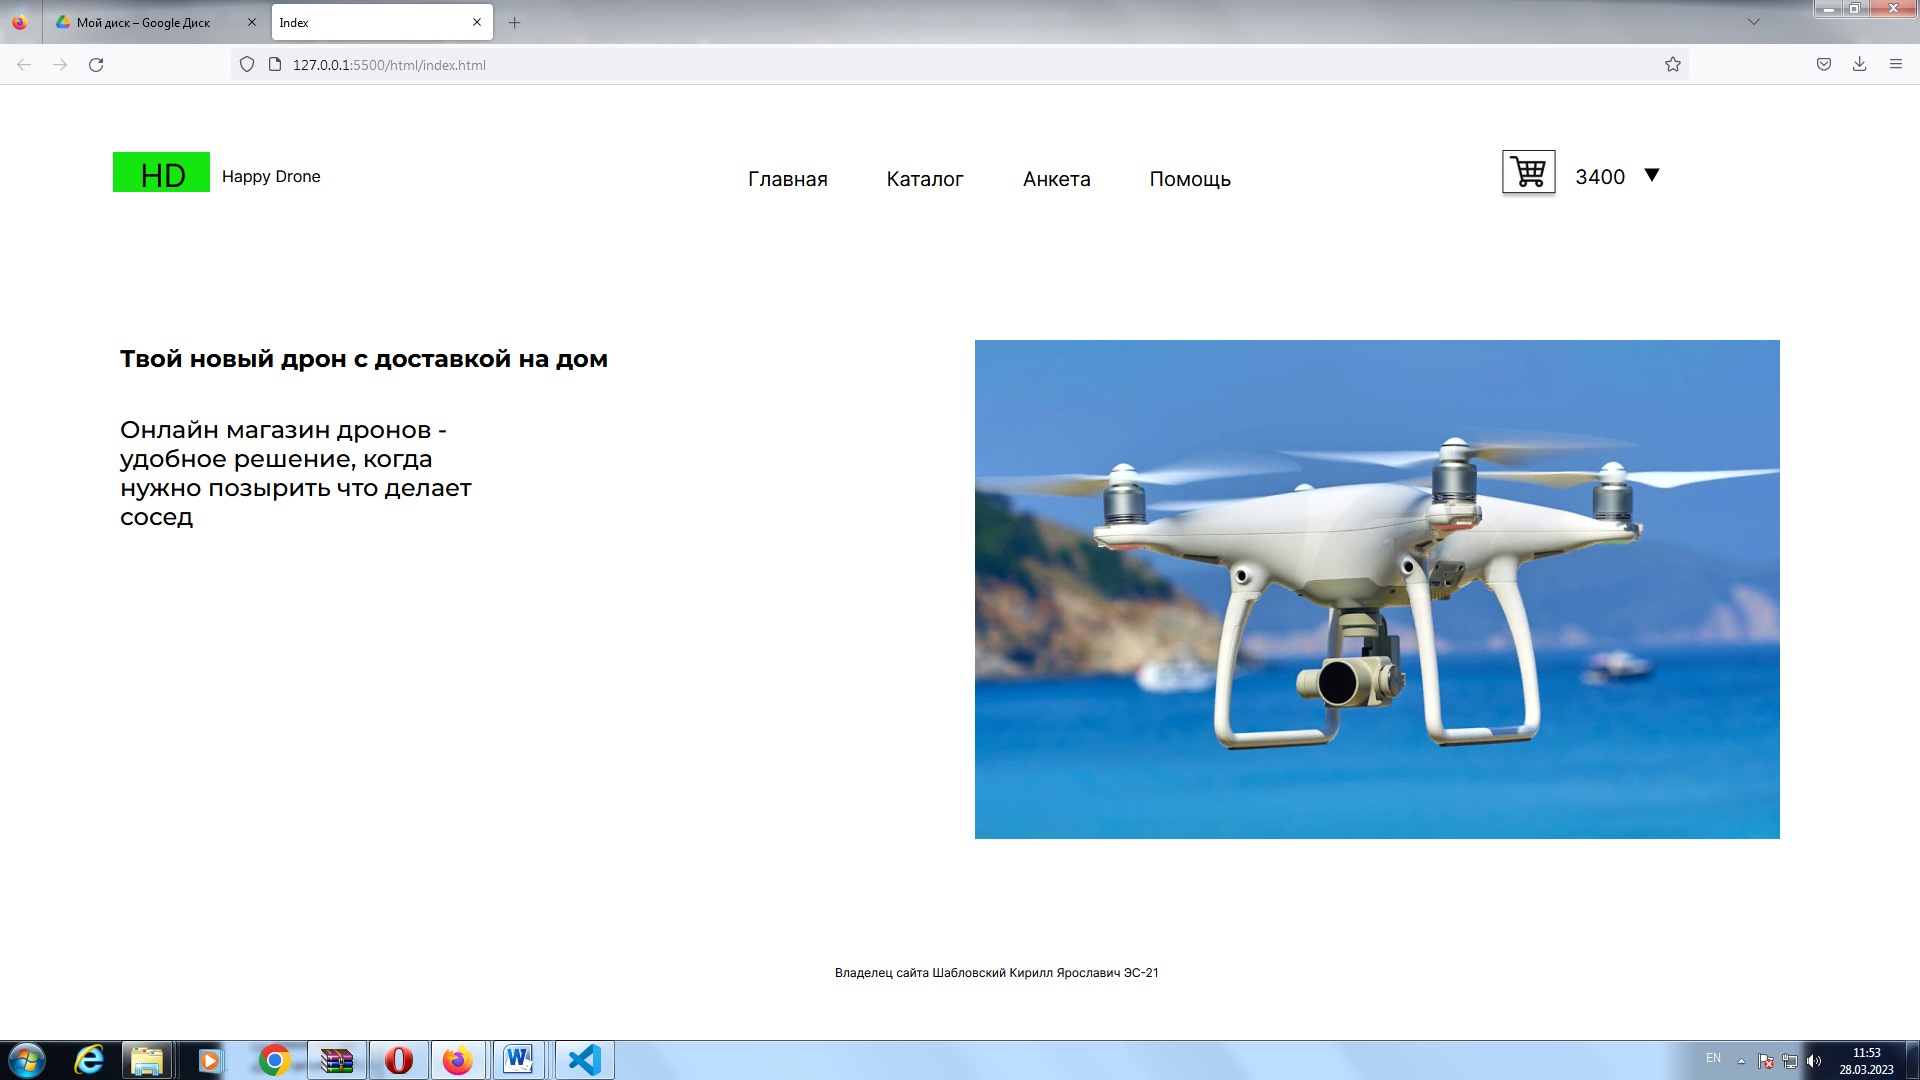 Мой диск – Google Диск
Index
127.0.0.1:5500/html/index.html
HD
Happy Drone
Главная
Каталог
Анкета
Помощь
3400
Твой новый дрон с доставкой на дом
Онлайн магазин дронов -
удобное решение, когда
нужно позырить что делает
сосед
Владелец сайта Шабловский Кирилл Ярославич ЭС-21
EN
11:53
28.03.2023